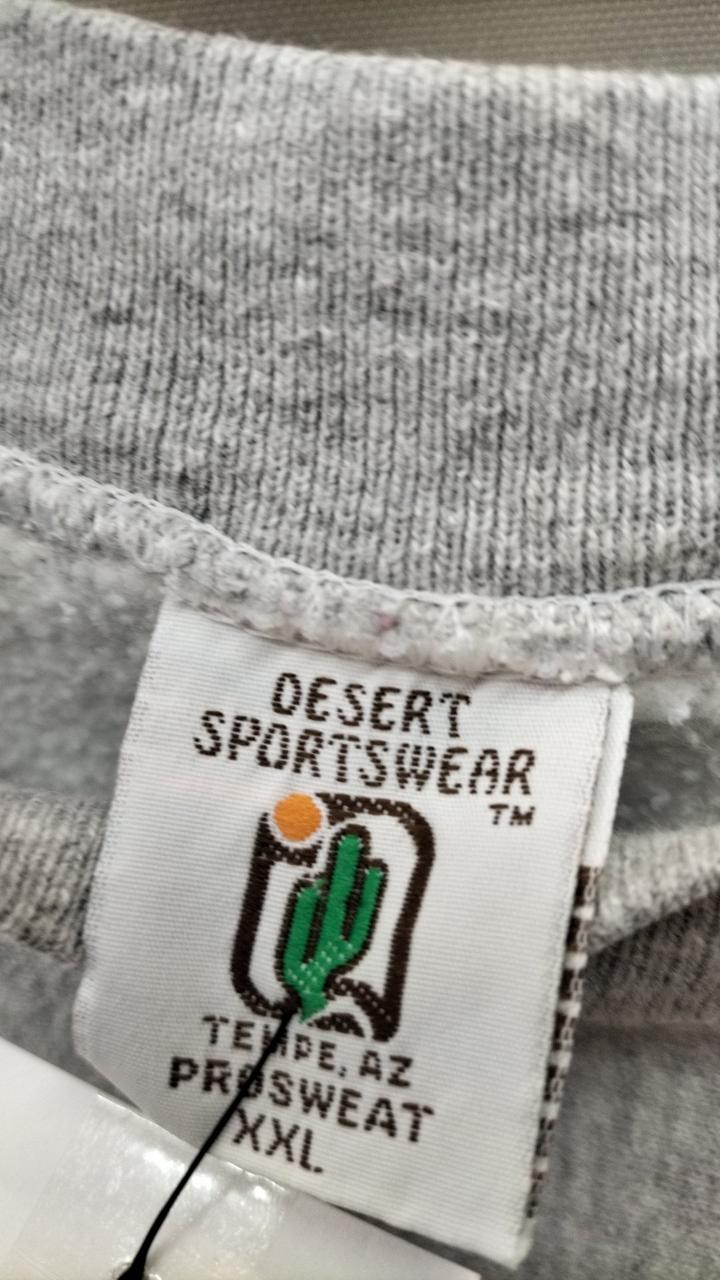 DESERT
SPORTSWEAR
TM
TEMPE, AZ
PROSWEAT
XXL